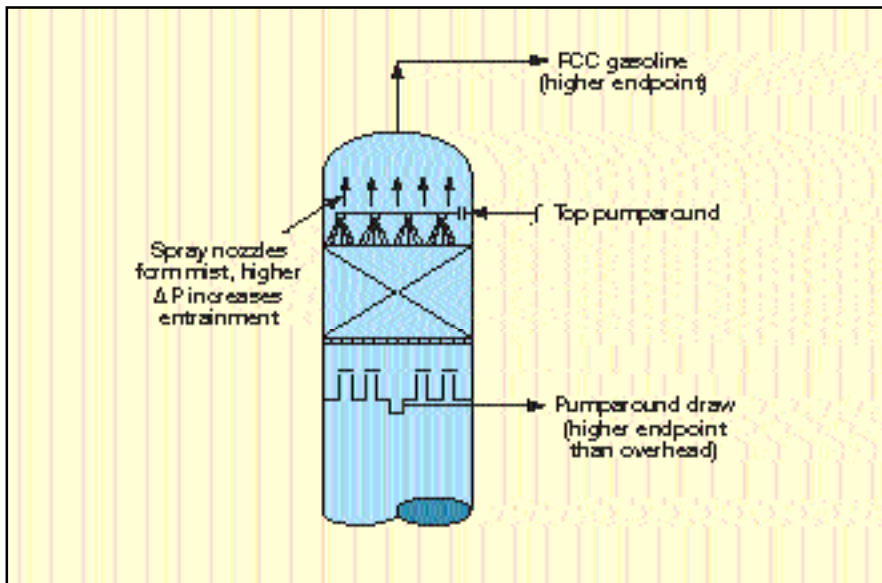 FCC gasoline
(higher endpoint)
Top pumparound
Spray nozzles
form mist, higher
Δ P increases
entrainment
Pumparound draw
(higher endpoint
than overhead)